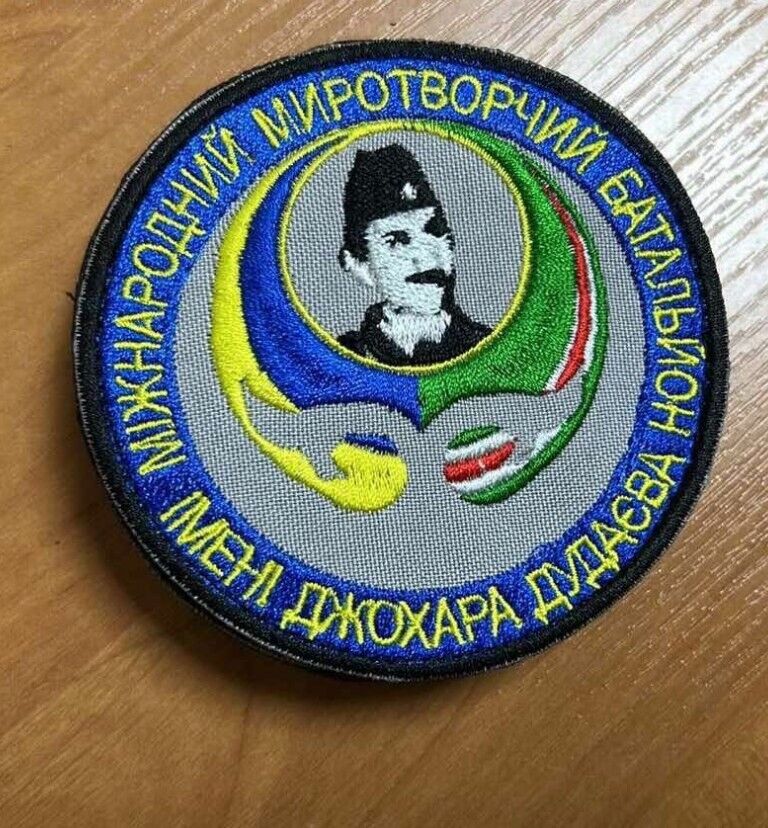 МІЖНАРОДНИЙ МИРОТВОРЧИЙ БАТАЛЬЙОН
ІМЕНІ ДЖОХАРА ДУДАЄВА